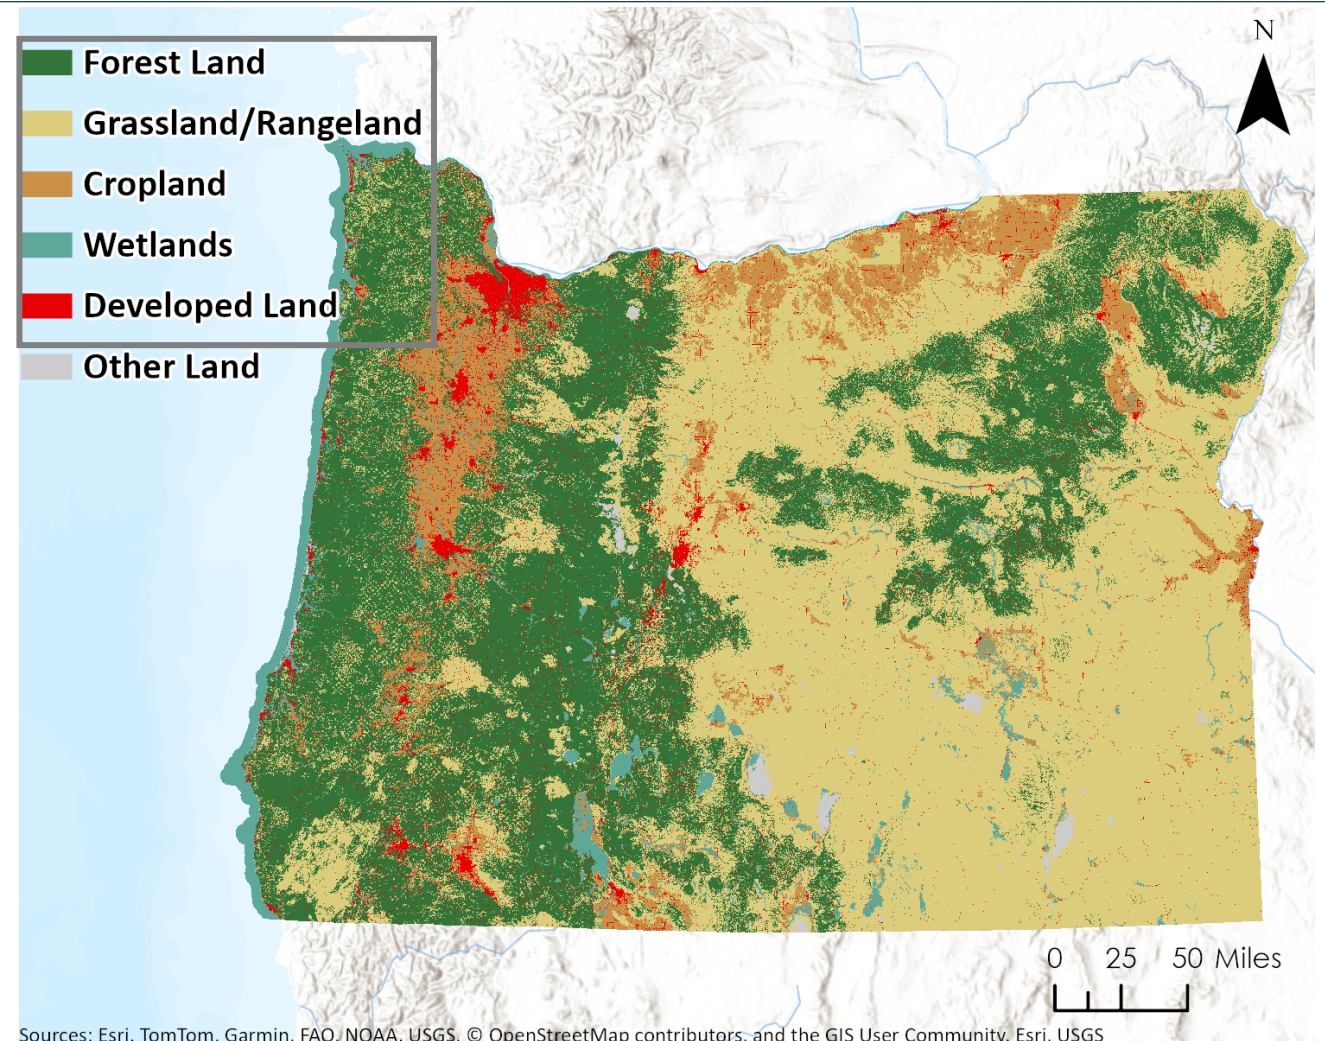 N
Forest Land
Grassland/Rangeland
Cropland
Wetlands
Developed Land
Other Land
0 25 50 Miles
Sources: Esri, TomTom, Garmin, FAO, NOAA, USGS, © OpenStreetMap contributors, and the GIS User Community, Esri, USGS